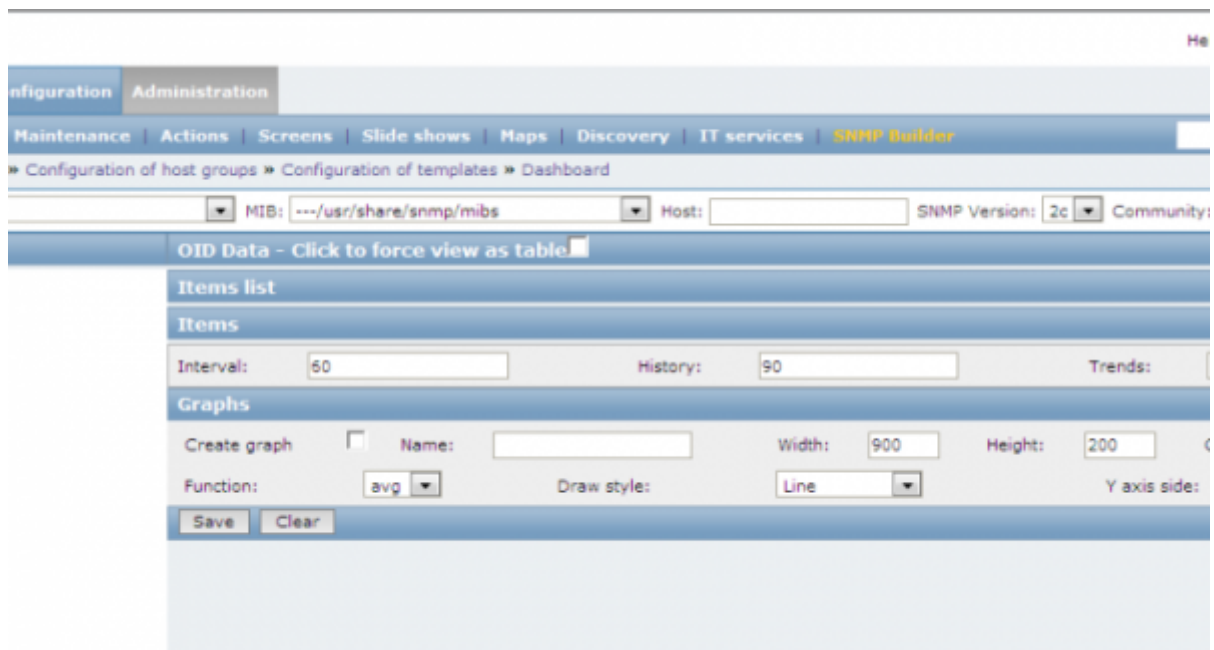 He
nfiguration Administration
Maintenance | Actions | Screens | Slide shows | Maps | Discovery | IT services | SNMP Builder
» Configuration of host groups » Configuration of templates » Dashboard
MIB: ---/usr/share/snmp/mibs Host: SNMP Version: 2c Community:
OID Data - Click to force view as table
Items list
Items
Interval: 60 History: 90 Trends:
Graphs
Create graph Name: Width: 900 Height: 200
Function: avg Draw style: Line Y axis side:
Save Clear